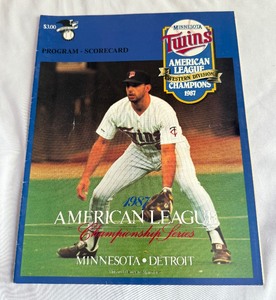 $3.00
PROGRAM - SCORECARD
MINNESOTA
Twins
AMERICAN
LEAGUE
WESTERN DIVISION
CHAMPIONS
1987
1987
AMERICAN LEAGUE
Championship Series
MINNESOTA • DETROIT